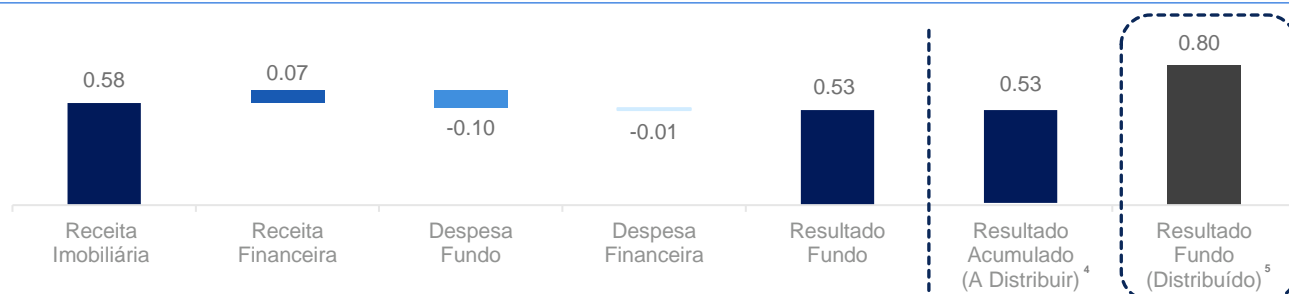 0.58
0.07
-0.10
-0.01
0.53
0.53
0.80
Receita
Imobiliária
Receita
Financeira
Despesa
Fundo
Despesa
Financeira
Resultado
Fundo
Resultado
Acumulado
(A Distribuir) 4
Resultado
Fundo
(Distribuído) 5